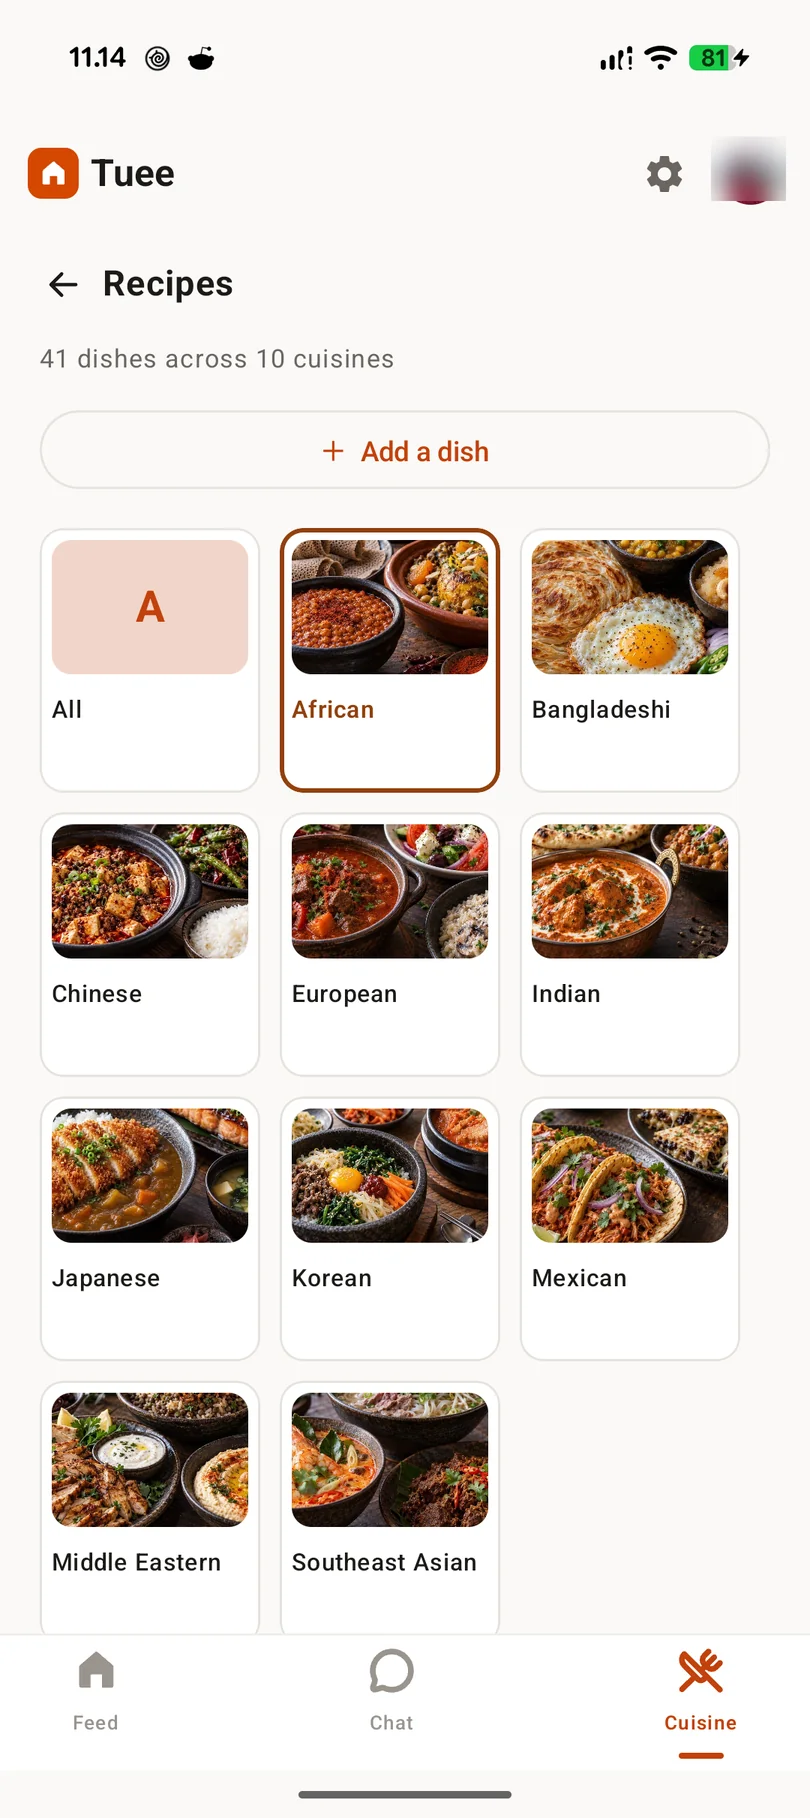 11.14
81
Tuee
Recipes
41 dishes across 10 cuisines
+ Add a dish
A
All
African
Bangladeshi
Chinese
European
Indian
Japanese
Korean
Mexican
Middle Eastern
Southeast Asian
Feed
Chat
Cuisine